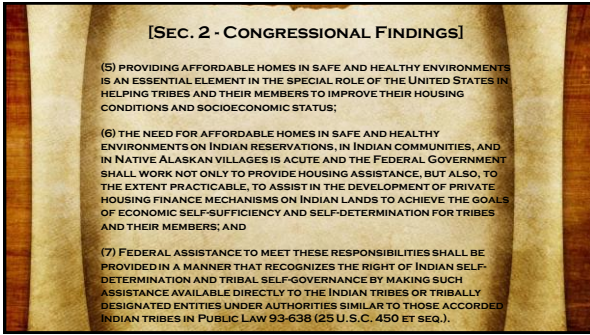 [Sec. 2 - Congressional Findings]
(5) providing affordable homes in safe and healthy environments
is an essential element in the special role of the United States in
helping tribes and their members to improve their housing
conditions and socioeconomic status;
(6) the need for affordable homes in safe and healthy
environments on Indian reservations, in Indian communities, and
in Native Alaskan villages is acute and the Federal Government
shall work not only to provide housing assistance, but also, to
the extent practicable, to assist in the development of private
housing finance mechanisms on Indian lands to achieve the goals
of economic self-sufficiency and self-determination for tribes
and their members; and
(7) Federal assistance to meet these responsibilities shall be
provided in a manner that recognizes the right of Indian self-
determination and tribal self-governance by making such
assistance available directly to the Indian tribes or tribally
designated entities under authorities similar to those accorded
Indian tribes in Public Law 93-638 (25 U.S.C. 450 et seq.).